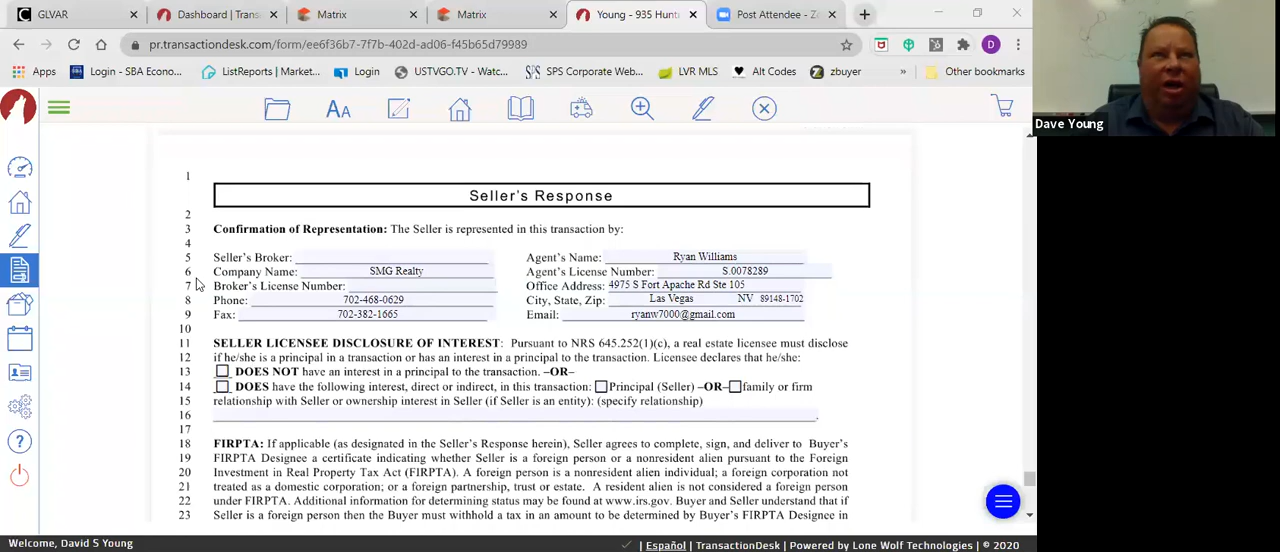 GLVAR
Dashboard | Trans
Matrix
Matrix
Young - 935 Hunt
Post Attendee - Z
pr.transactiondesk.com/form/ee6f36b7-7f7b-402d-ad06-f45b65d79989
D
Apps
Login - SBA Econo...
ListReports | Market...
Login
USTVGO.TV - Watc...
SPS Corporate Web...
LVR MLS
Alt Codes
zbuyer
»
Other bookmarks
Dave Young
1
Seller's Response
2
3 Confirmation of Representation: The Seller is represented in this transaction by:
4
5 Seller's Broker: Agent's Name: Ryan Williams
6 Company Name: SMG Realty Agent's License Number: S.0078289
7 Broker's License Number: Office Address: 4975 S Fort Apache Rd Ste 105
8 Phone: 702-468-0629 City, State, Zip: Las Vegas NV 89148-1702
9 Fax: 702-382-1665 Email: ryanw7000@gmail.com
10
11 SELLER LICENSEE DISCLOSURE OF INTEREST: Pursuant to NRS 645.252(1)(c), a real estate licensee must disclose
12 if he/she is a principal in a transaction or has an interest in a principal to the transaction. Licensee declares that he/she:
13 DOES NOT have an interest in a principal to the transaction. –OR–
14 DOES have the following interest, direct or indirect, in this transaction: Principal (Seller) –OR– family or firm
15 relationship with Seller or ownership interest in Seller (if Seller is an entity): (specify relationship)
16 .
17
18 FIRPTA: If applicable (as designated in the Seller's Response herein), Seller agrees to complete, sign, and deliver to Buyer's
19 FIRPTA Designee a certificate indicating whether Seller is a foreign person or a nonresident alien pursuant to the Foreign
20 Investment in Real Property Tax Act (FIRPTA). A foreign person is a nonresident alien individual; a foreign corporation not
21 treated as a domestic corporation; or a foreign partnership, trust or estate. A resident alien is not considered a foreign person
22 under FIRPTA. Additional information for determining status may be found at www.irs.gov. Buyer and Seller understand that if
23 Seller is a foreign person then the Buyer must withhold a tax in an amount to be determined by Buyer's FIRPTA Designee in
Welcome, David S Young
Español | TransactionDesk | Powered by Lone Wolf Technologies | © 2020